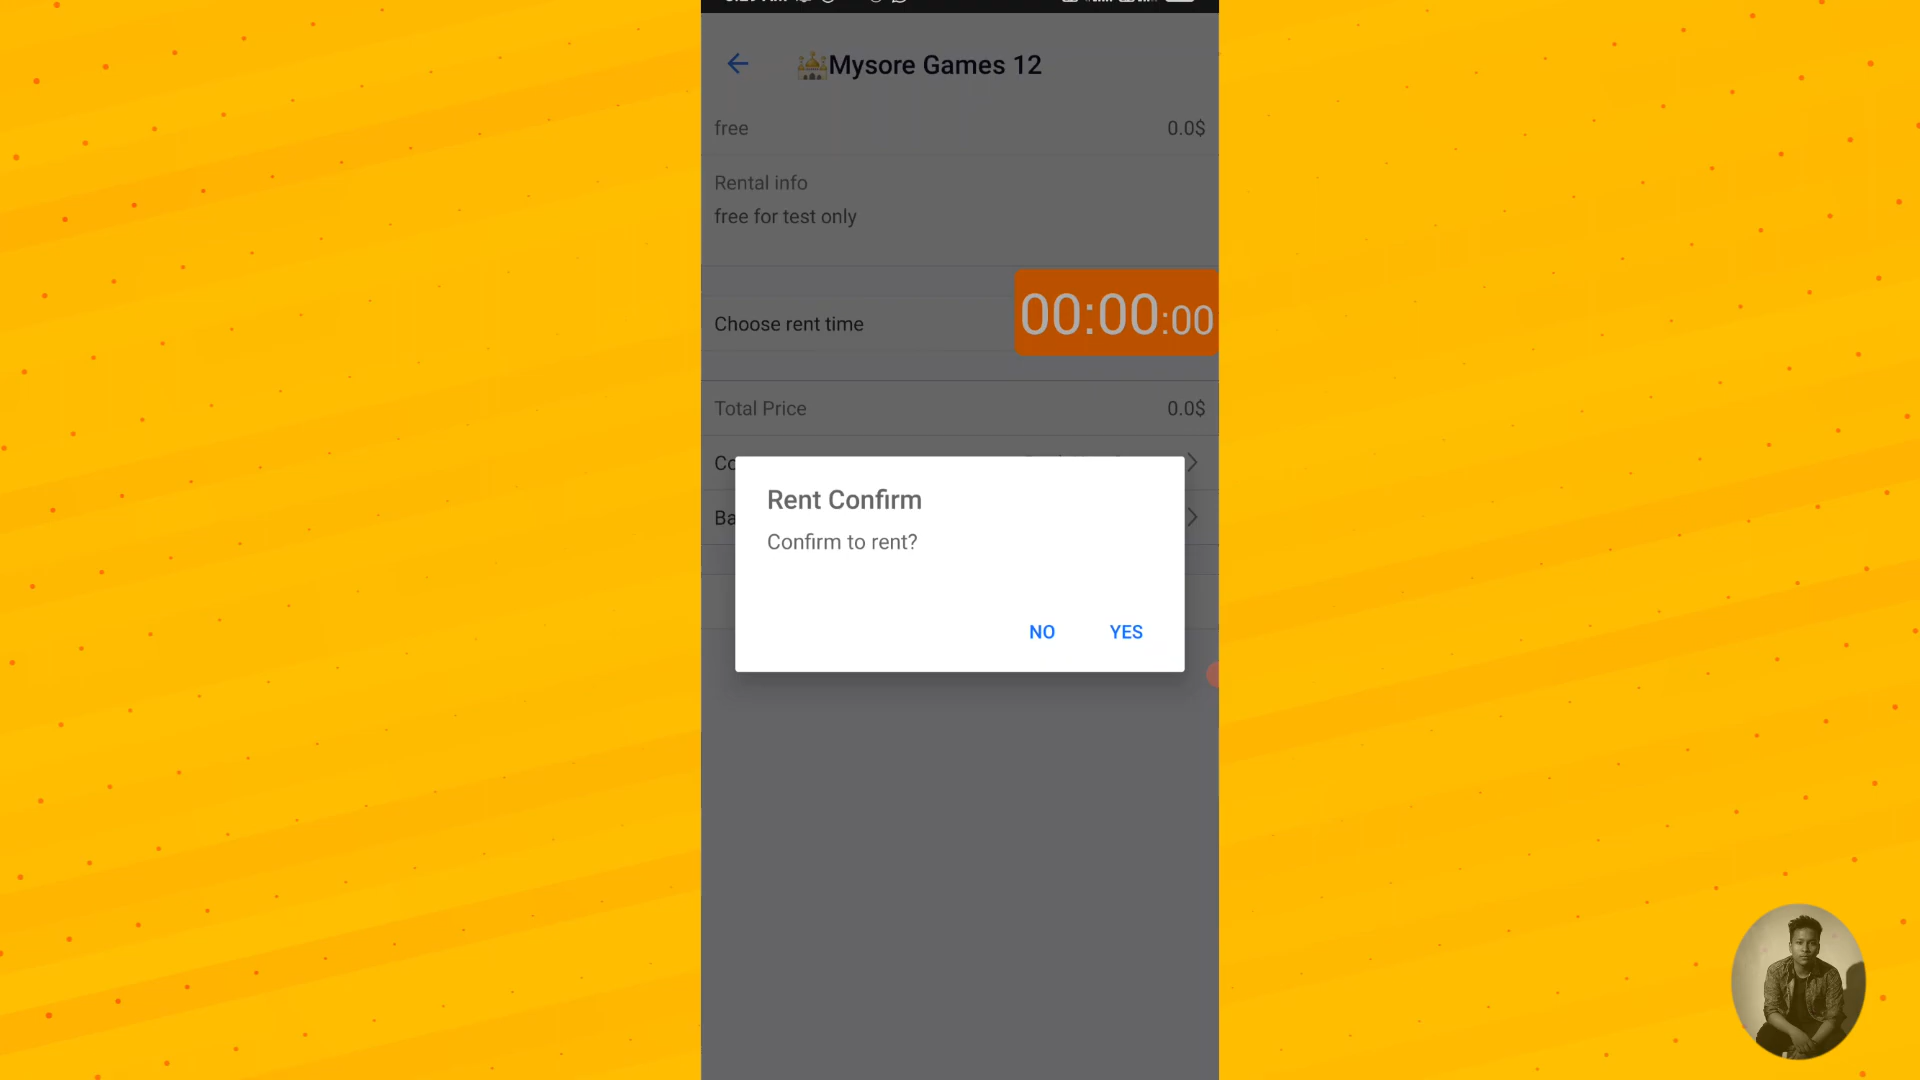 Mysore Games 12
free 0.0$
Rental info
free for test only
Choose rent time 00:00:00
Total Price 0.0$
Rent Confirm
Confirm to rent?
NO YES